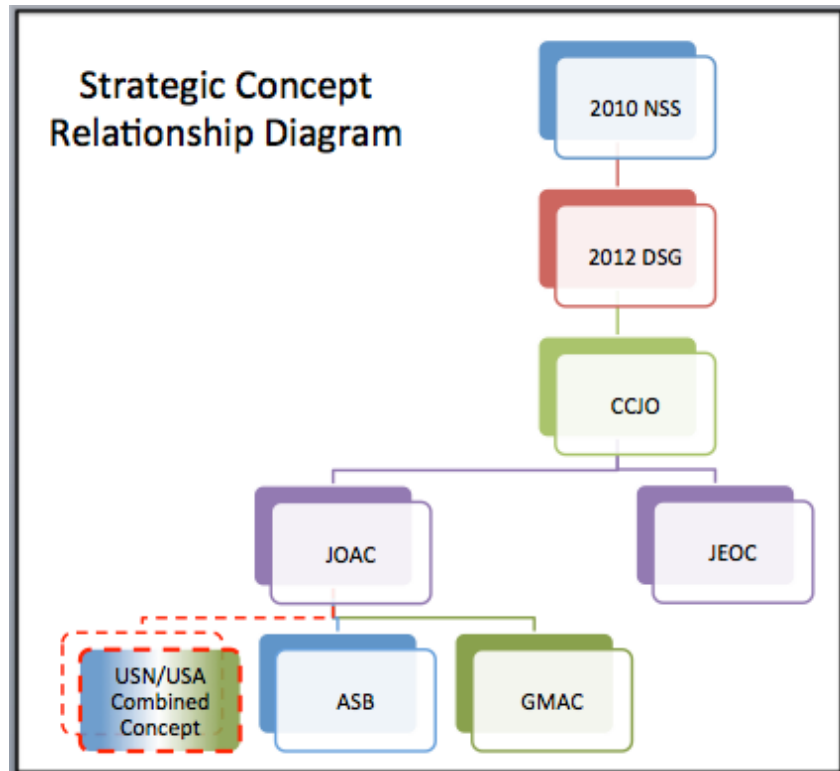 Strategic Concept
Relationship Diagram
2010 NSS
2012 DSG
CCJO
JOAC
JEOC
USN/USA
Combined
Concept
ASB
GMAC